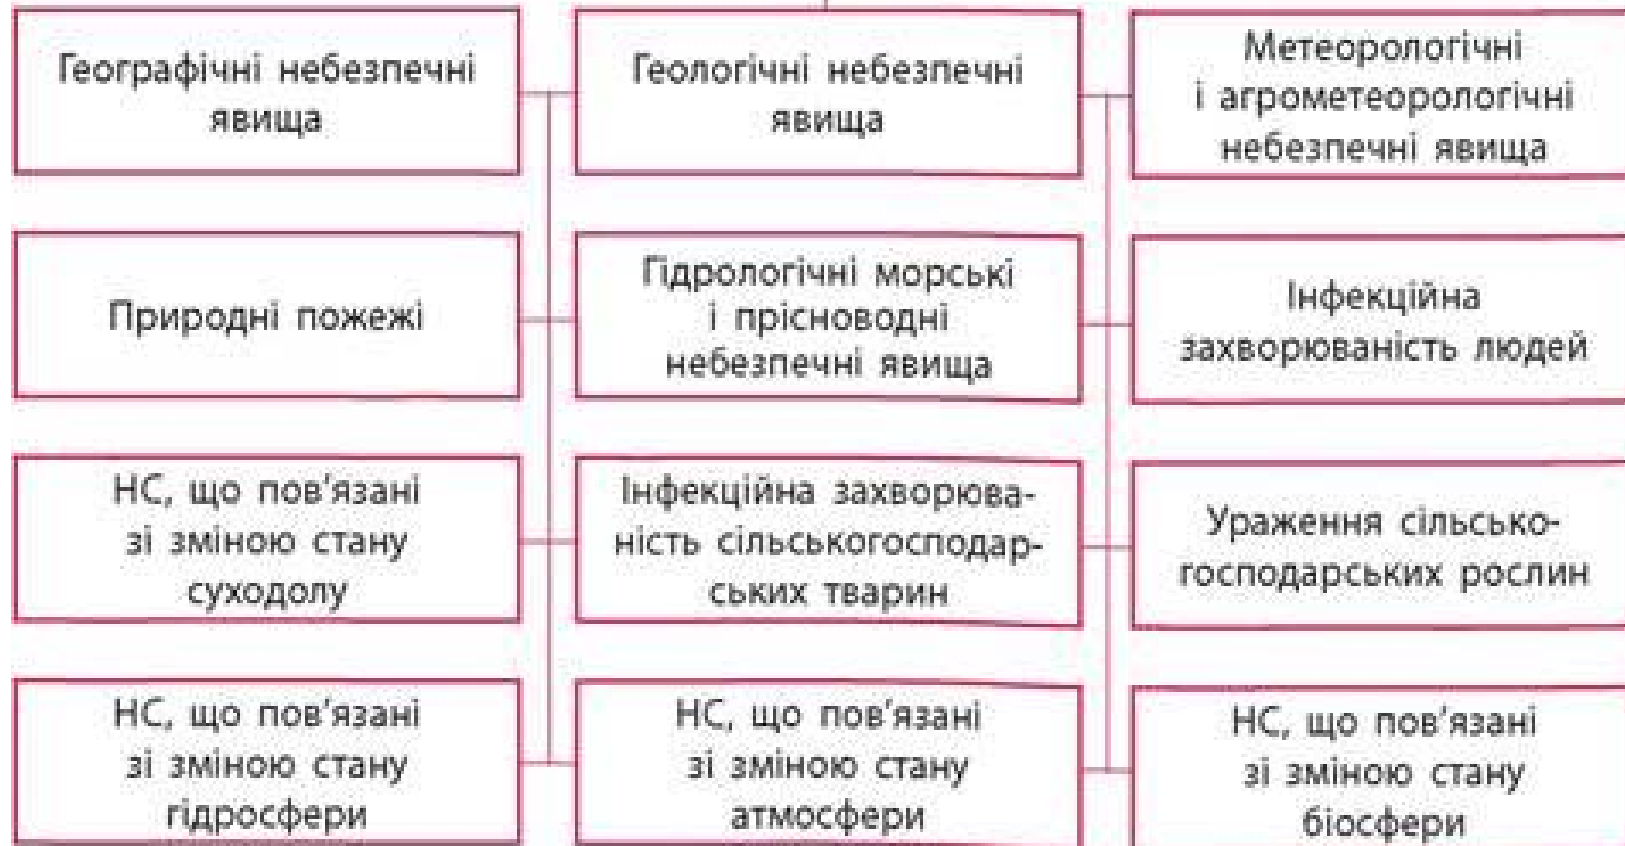 Географічні небезпечні
явища
Геологічні небезпечні
явища
Метеорологічні
і агрометеорологічні
небезпечні явища
Природні пожежі
Гідрологічні морські
і прісноводні
небезпечні явища
Інфекційна
захворюваність людей
НС, що пов'язані
зі зміною стану
суходолу
Інфекційна захворюва-
ність сільськогосподар-
ських тварин
Ураження сільсько-
господарських рослин
НС, що пов'язані
зі зміною стану
гідросфери
НС, що пов'язані
зі зміною стану
атмосфери
НС, що пов'язані
зі зміною стану
біосфери